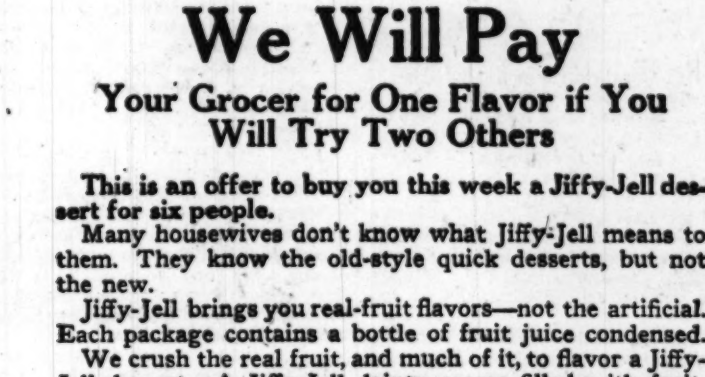 We Will Pay
Your Grocer for One Flavor if You
Will Try Two Others
This is an offer to buy you this week a Jiffy-Jell des-
sert for six people.
Many housewives don't know what Jiffy-Jell means to
them. They know the old-style quick desserts, but not
the new.
Jiffy-Jell brings you real-fruit flavors—not the artificial.
Each package contains a bottle of fruit juice condensed.
We crush the real fruit, and much of it, to flavor a Jiffy-